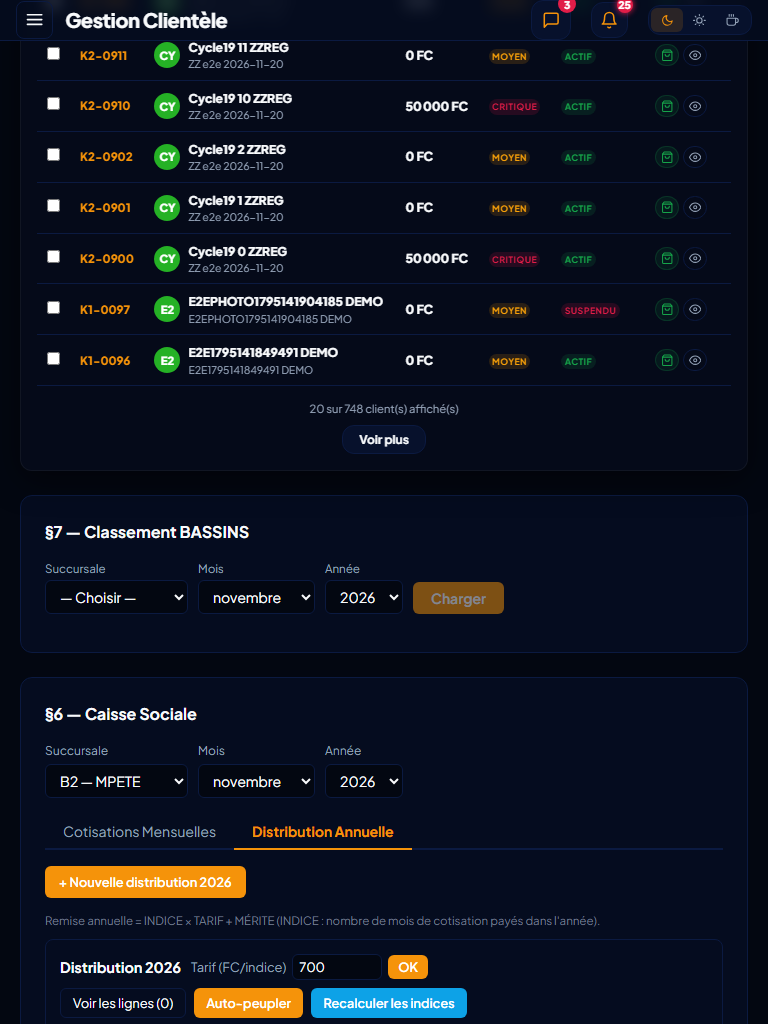 Gestion Clientèle
3
25
K2-0911 CY Cycle19 11 ZZREG 0 FC MOYEN ACTIF
ZZ e2e 2026-11-20
K2-0910 CY Cycle19 10 ZZREG 50 000 FC CRITIQUE ACTIF
ZZ e2e 2026-11-20
K2-0902 CY Cycle19 2 ZZREG 0 FC MOYEN ACTIF
ZZ e2e 2026-11-20
K2-0901 CY Cycle19 1 ZZREG 0 FC MOYEN ACTIF
ZZ e2e 2026-11-20
K2-0900 CY Cycle19 0 ZZREG 50 000 FC CRITIQUE ACTIF
ZZ e2e 2026-11-20
K1-0097 E2 E2EPHOTO1795141904185 DEMO 0 FC MOYEN SUSPENDU
E2EPHOTO1795141904185 DEMO
K1-0096 E2 E2E1795141849491 DEMO 0 FC MOYEN ACTIF
E2E1795141849491 DEMO
20 sur 748 client(s) affiché(s)
Voir plus
§7 — Classement BASSINS
Succursale Mois Année
— Choisir — novembre 2026 Charger
§6 — Caisse Sociale
Succursale Mois Année
B2 — MPETE novembre 2026
Cotisations Mensuelles Distribution Annuelle
+ Nouvelle distribution 2026
Remise annuelle = INDICE × TARIF + MÉRITE (INDICE : nombre de mois de cotisation payés dans l'année).
Distribution 2026 Tarif (FC/indice) 700 OK
Voir les lignes (0) Auto-peupler Recalculer les indices